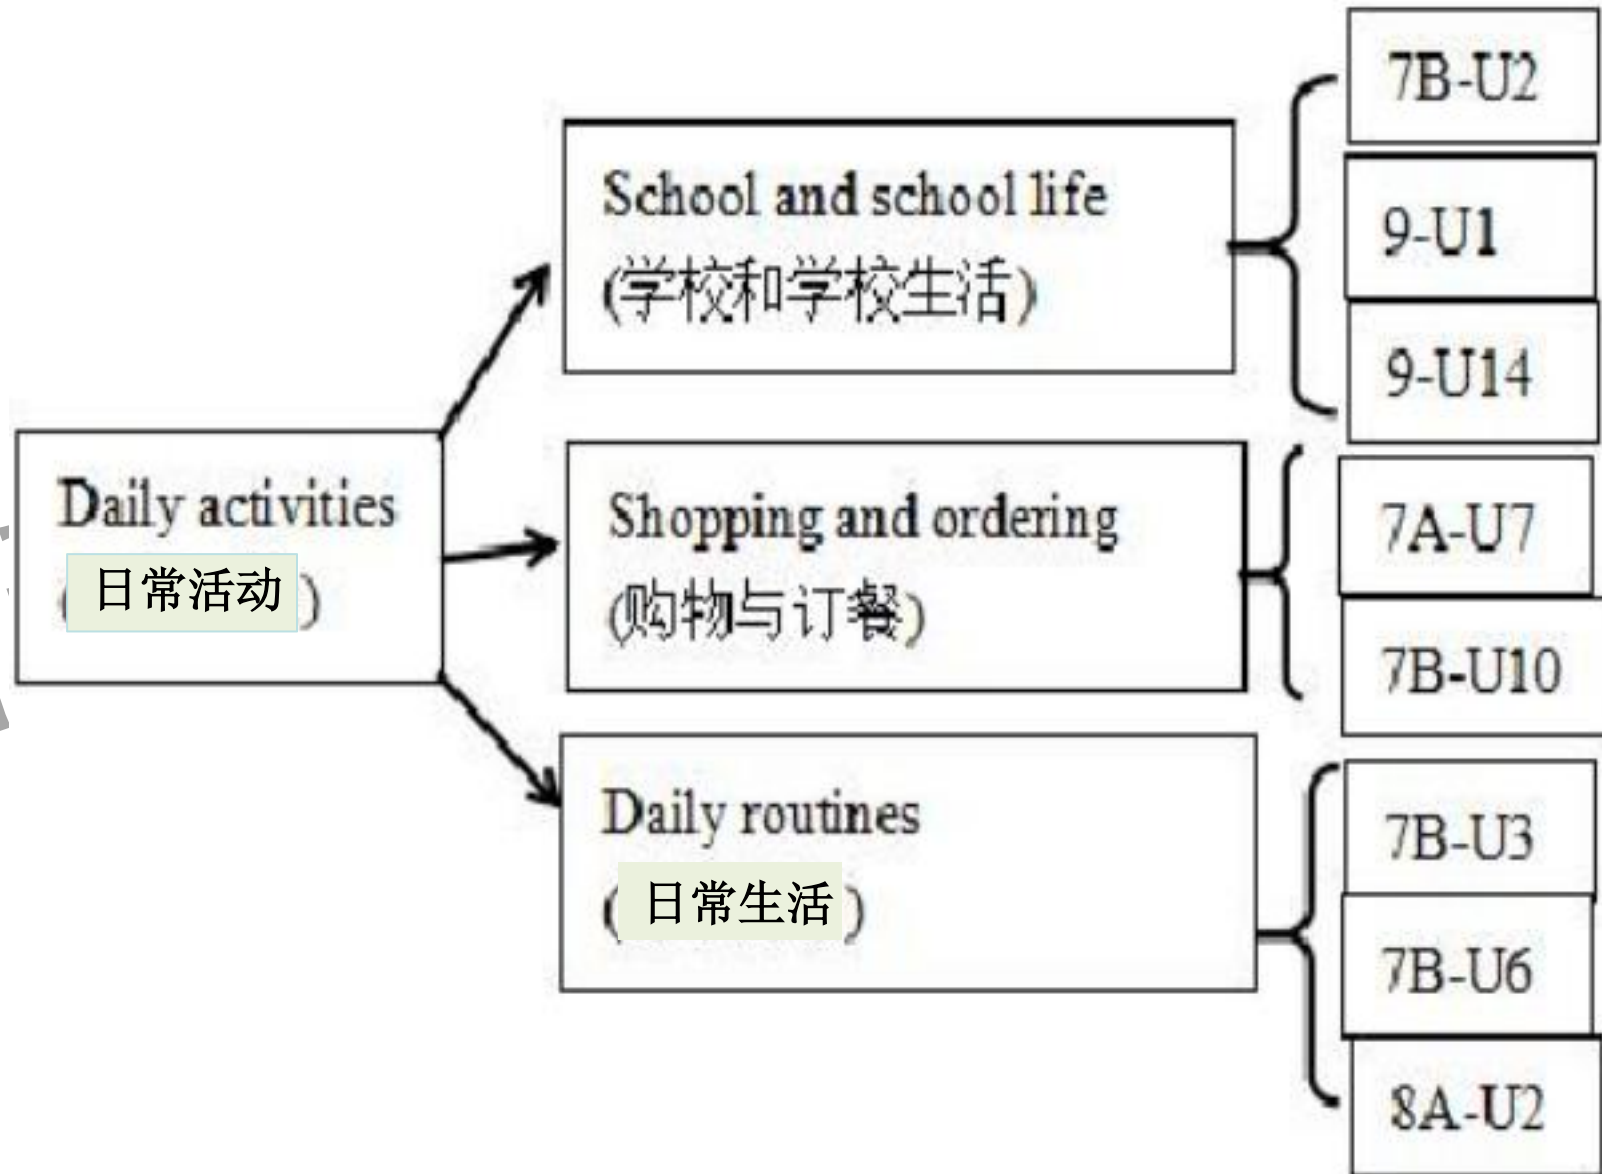 Daily activities
(日常活动)
School and school life
(学校和学校生活)
7B-U2
9-U1
9-U14
Shopping and ordering
(购物与订餐)
7A-U7
7B-U10
Daily routines
(日常生活)
7B-U3
7B-U6
8A-U2